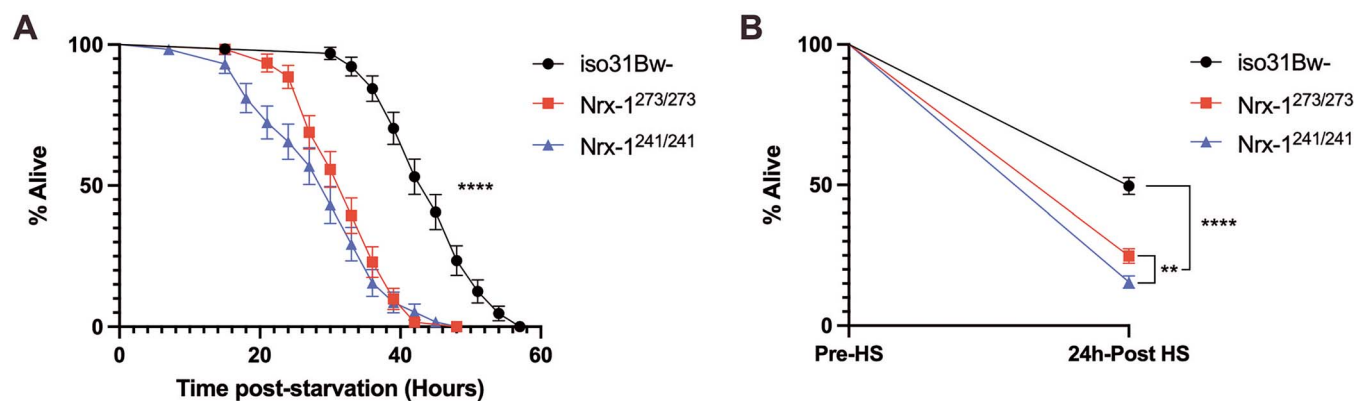 A
% Alive
100
50
0
0
20
40
60
Time post-starvation (Hours)
iso31Bw-
Nrx-1273/273
Nrx-1241/241
****
B
% Alive
100
50
0
Pre-HS
24h-Post HS
iso31Bw-
Nrx-1273/273
Nrx-1241/241
****
**